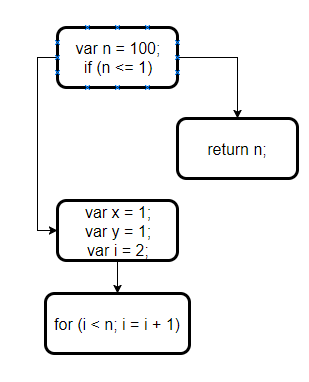 var n = 100;
if (n <= 1)
return n;
var x = 1;
var y = 1;
var i = 2;
for (i < n; i = i + 1)